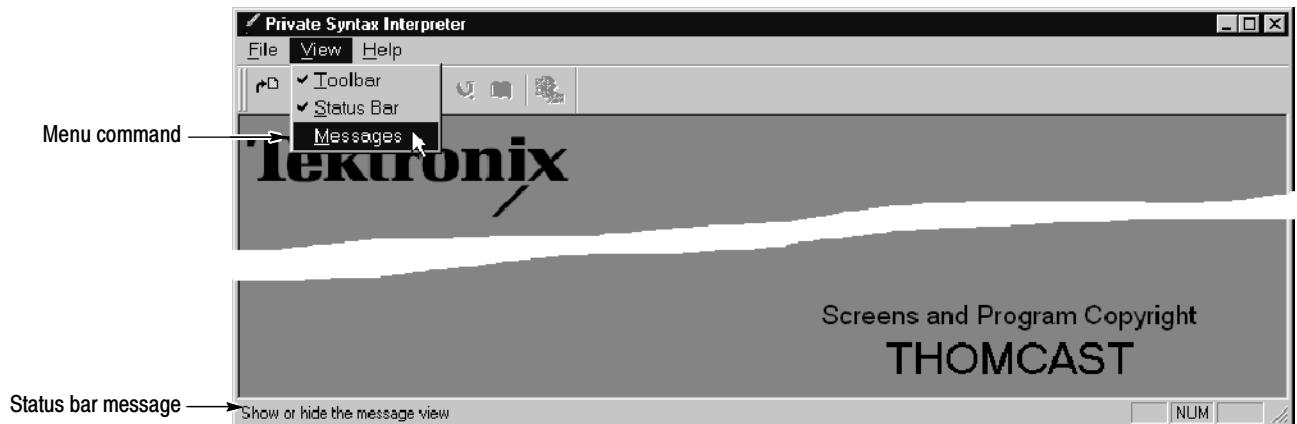 Private Syntax Interpreter
File View Help
Toolbar
Status Bar
Menu command
Messages
Tektronix
Screens and Program Copyright
THOMCAST
Status bar message
Show or hide the message view
NUM